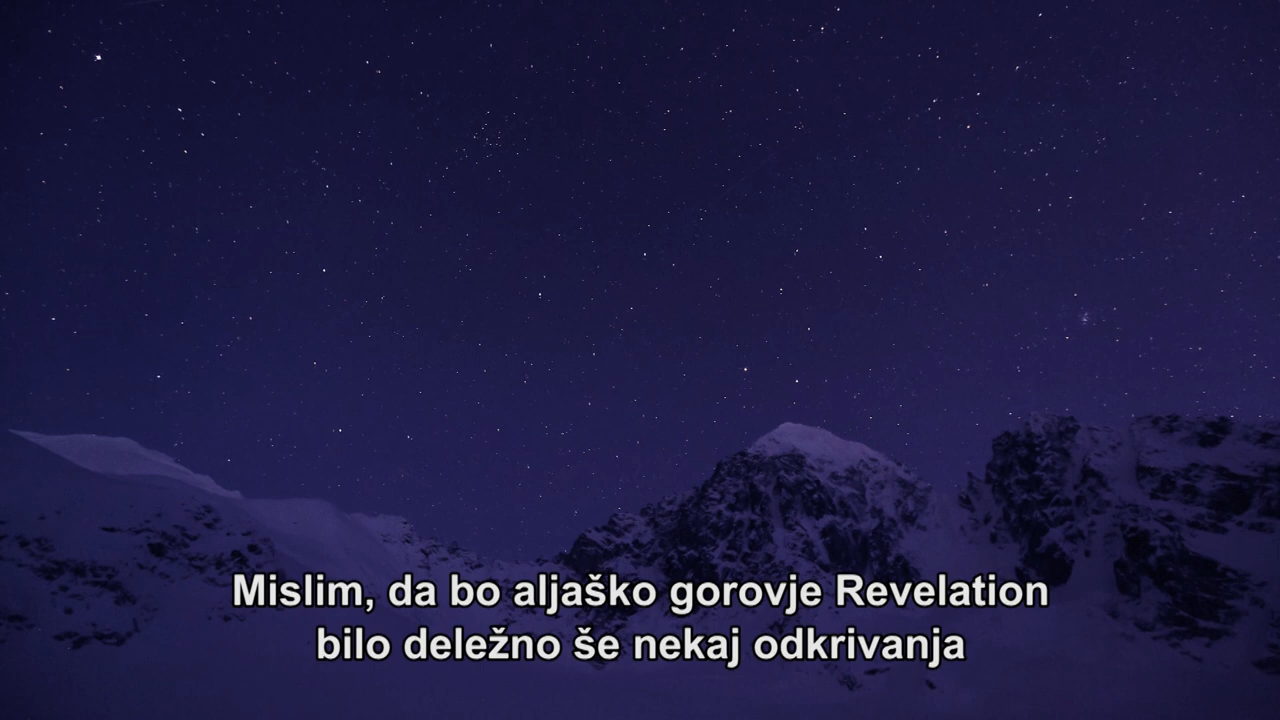 Mislim, da bo aljaško gorovje Revelation
bilo deležno še nekaj odkrivanja